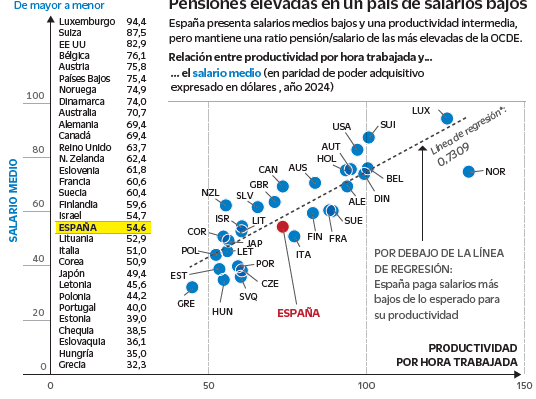 Pensiones elevadas en un país de salarios bajos
De mayor a menor
España presenta salarios medios bajos y una productividad intermedia,
pero mantiene una ratio pensión/salario de las más elevadas de la OCDE.
Relación entre productividad por hora trabajada y...
... el salario medio (en paridad de poder adquisitivo
expresado en dólares , año 2024)
Luxemburgo 94,4
Suiza 87,5
EE UU 82,9
Bélgica 76,1
Austria 75,8
Países Bajos 75,4
Noruega 74,9
Dinamarca 74,0
Australia 70,7
Alemania 69,4
Canadá 69,4
Reino Unido 63,7
N. Zelanda 62,4
Eslovenia 61,8
Francia 60,6
Suecia 60,4
Finlandia 59,6
Israel 54,7
ESPAÑA 54,6
Lituania 52,9
Italia 51,0
Corea 50,9
Japón 49,4
Letonia 45,6
Polonia 44,2
Portugal 40,0
Estonia 39,0
Chequia 38,5
Eslovaquia 36,1
Hungría 35,0
Grecia 32,3
SALARIO MEDIO
100
80
60
40
20
0
LUX
Línea de regresión*:
0,7309
USA
SUI
AUT
HOL
BEL
NOR
CAN
AUS
GBR
ALE
DIN
NZL
SLV
ISR
LIT
SUE
COR
JAP
FIN
FRA
POL
LET
ITA
EST
POR
CZE
GRE
HUN
SVQ
ESPAÑA
POR DEBAJO DE LA LÍNEA
DE REGRESIÓN:
España paga salarios más
bajos de lo esperado para
su productividad
PRODUCTIVIDAD
POR HORA TRABAJADA
0
50
100
150